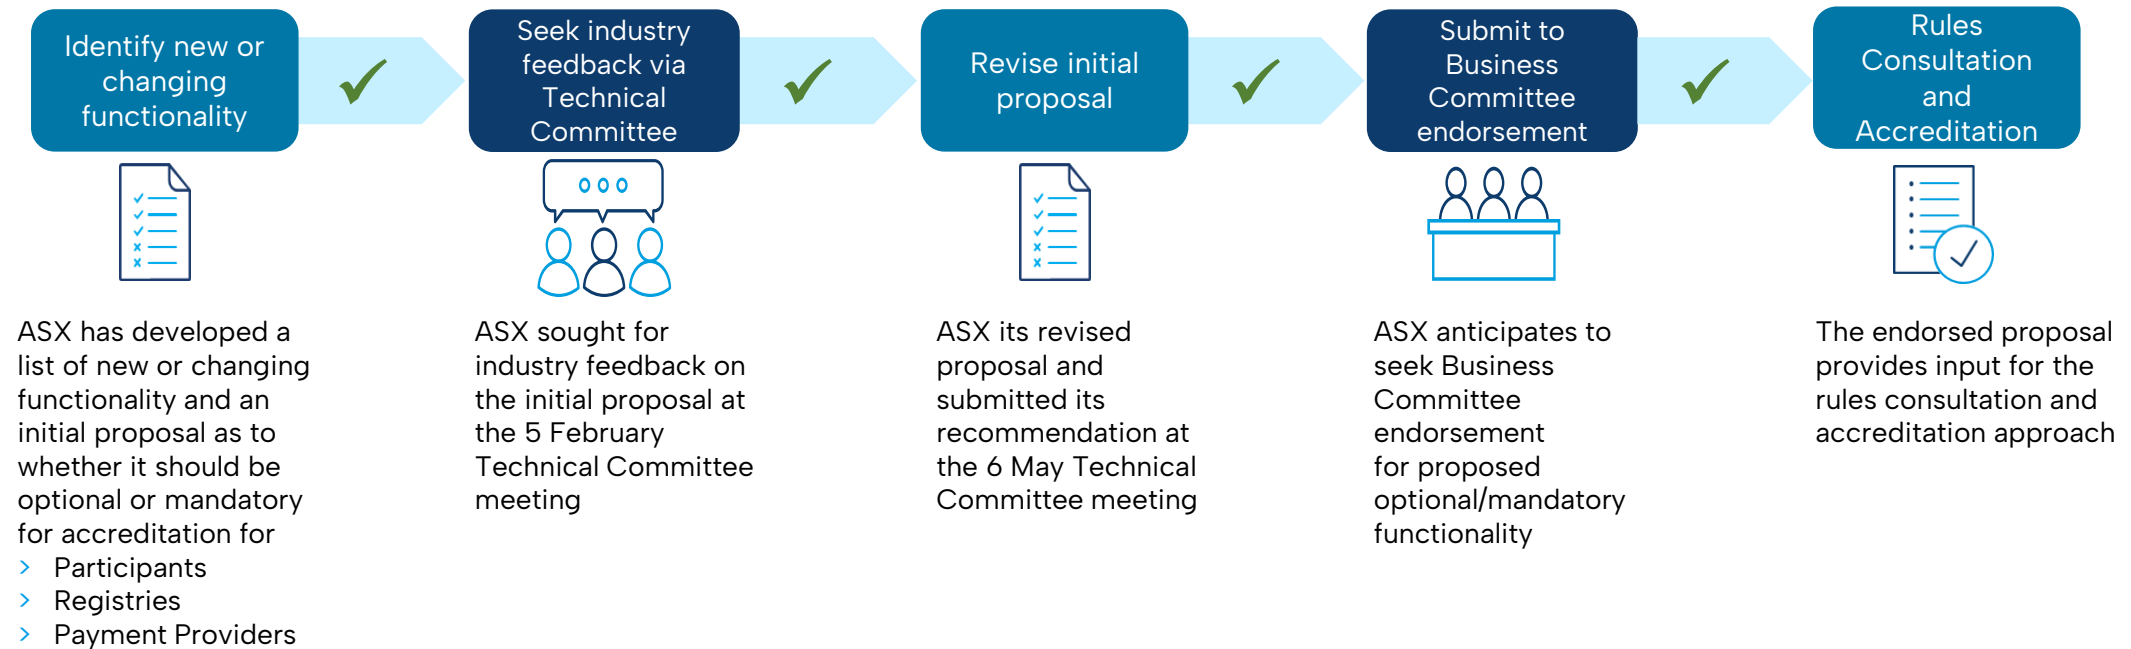 Identify new or
changing
functionality
Seek industry
feedback via
Technical
Committee
Revise initial
proposal
Submit to
Business
Committee
endorsement
Rules
Consultation
and
Accreditation
ASX has developed a
list of new or changing
functionality and an
initial proposal as to
whether it should be
optional or mandatory
for accreditation for
> Participants
> Registries
> Payment Providers
ASX sought for
industry feedback on
the initial proposal at
the 5 February
Technical Committee
meeting
ASX its revised
proposal and
submitted its
recommendation at
the 6 May Technical
Committee meeting
ASX anticipates to
seek Business
Committee
endorsement
for proposed
optional/mandatory
functionality
The endorsed proposal
provides input for the
rules consultation and
accreditation approach